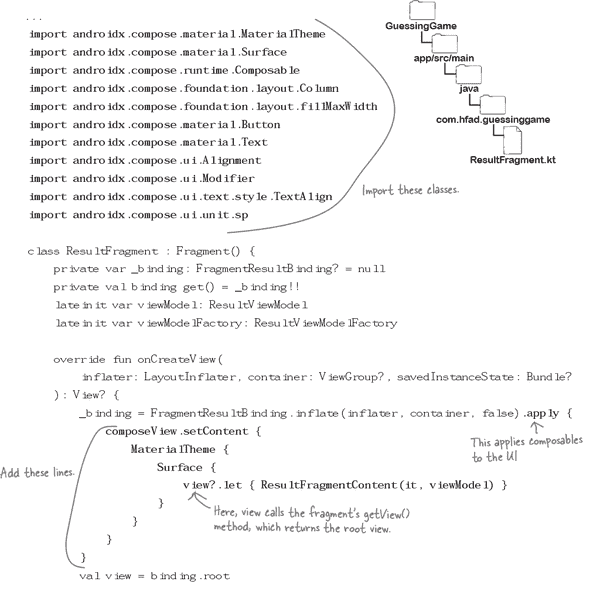 ...
import androidx.compose.material.MaterialTheme
import androidx.compose.material.Surface
import androidx.compose.runtime.Composable
import androidx.compose.foundation.layout.Column
import androidx.compose.foundation.layout.fillMaxWidth
import androidx.compose.material.Button
import androidx.compose.material.Text
import androidx.compose.ui.Alignment
import androidx.compose.ui.Modifier
import androidx.compose.ui.text.style.TextAlign
import androidx.compose.ui.unit.sp
Import these classes.
GuessingGame
app/src/main
java
com.hfad.guessinggame
ResultFragment.kt
class ResultFragment : Fragment() {
private var _binding: FragmentResultBinding? = null
private val binding get() = _binding!!
lateinit var viewModel: ResultViewModel
lateinit var viewModelFactory: ResultViewModelFactory
override fun onCreateView(
inflater: LayoutInflater, container: ViewGroup?, savedInstanceState: Bundle?
): View? {
_binding = FragmentResultBinding.inflate(inflater, container, false).apply {
composeView.setContent {
MaterialTheme {
Surface {
view?.let { ResultFragmentContent(it, viewModel) }
}
}
}
}
val view = binding.root
Add these lines.
This applies composables
to the UI
Here, view calls the fragment's getView()
method, which returns the root view.